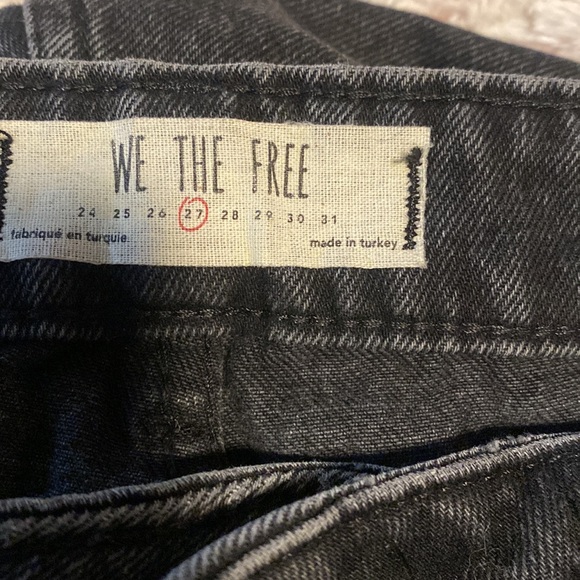 WE THE FREE
24 25 26 27 28 29 30 31
fabriqué en turquie
made in turkey